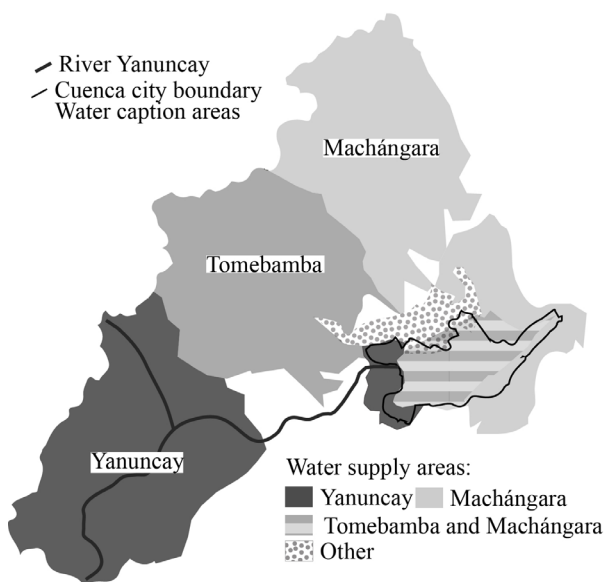 River Yanuncay
Cuenca city boundary
Water caption areas
Machángara
Tomebamba
Yanuncay
Water supply areas:
Yanuncay Machángara
Tomebamba and Machángara
Other